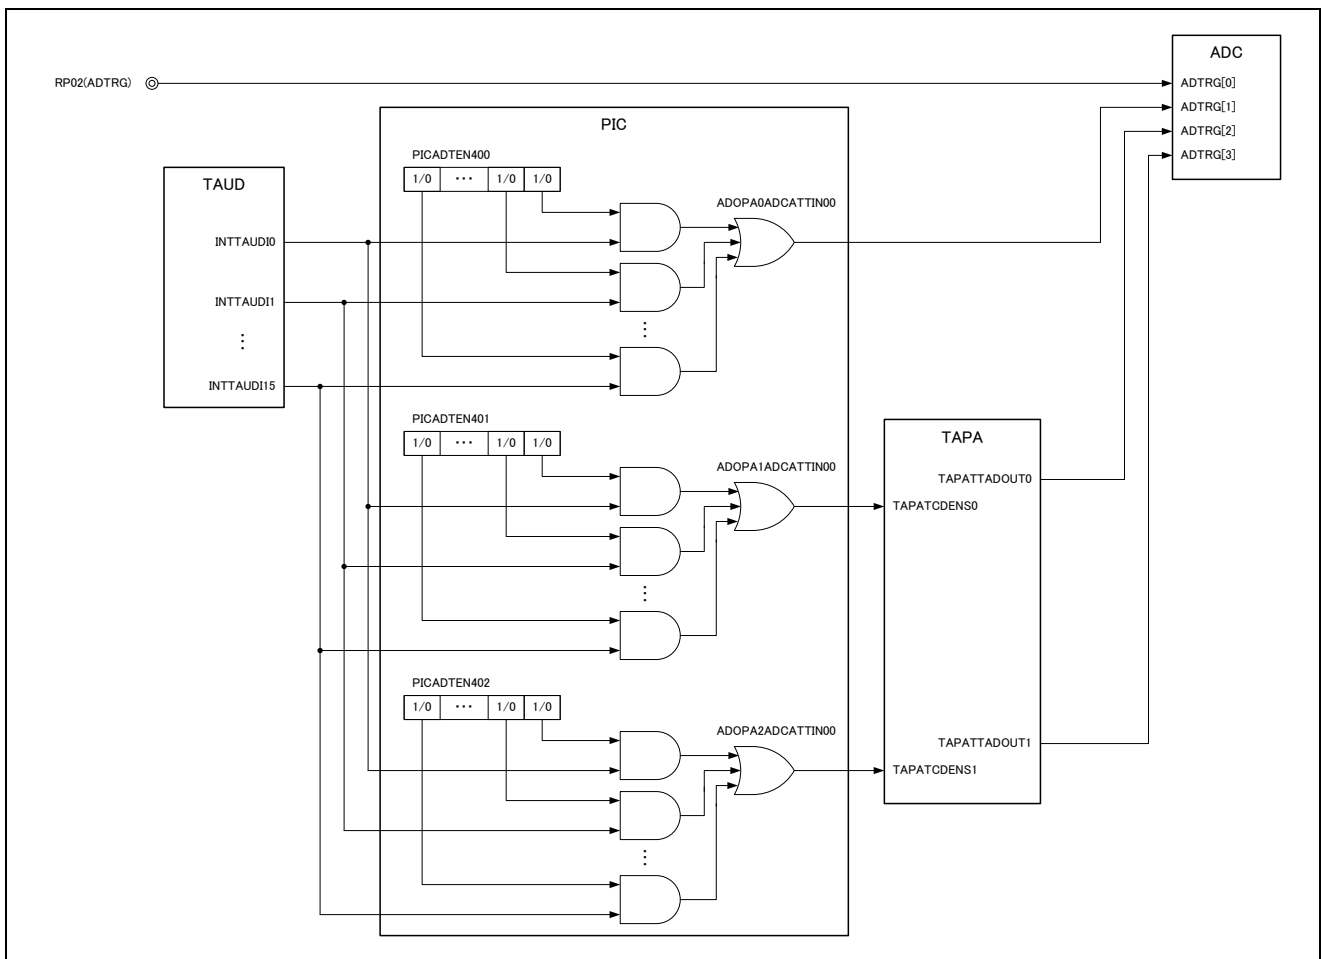 ADC
RP02(ADTRG)
ADTRG[0]
ADTRG[1]
ADTRG[2]
ADTRG[3]
PIC
TAUD
INTTAUDI0
INTTAUDI1
⋮
INTTAUDI15
PICADTEN400
1/0 ··· 1/0 1/0
ADOPA0ADCATTIN00
⋮
PICADTEN401
1/0 ··· 1/0 1/0
ADOPA1ADCATTIN00
⋮
TAPA
TAPATTADOUT0
TAPATCDENS0
PICADTEN402
1/0 ··· 1/0 1/0
ADOPA2ADCATTIN00
⋮
TAPATTADOUT1
TAPATCDENS1